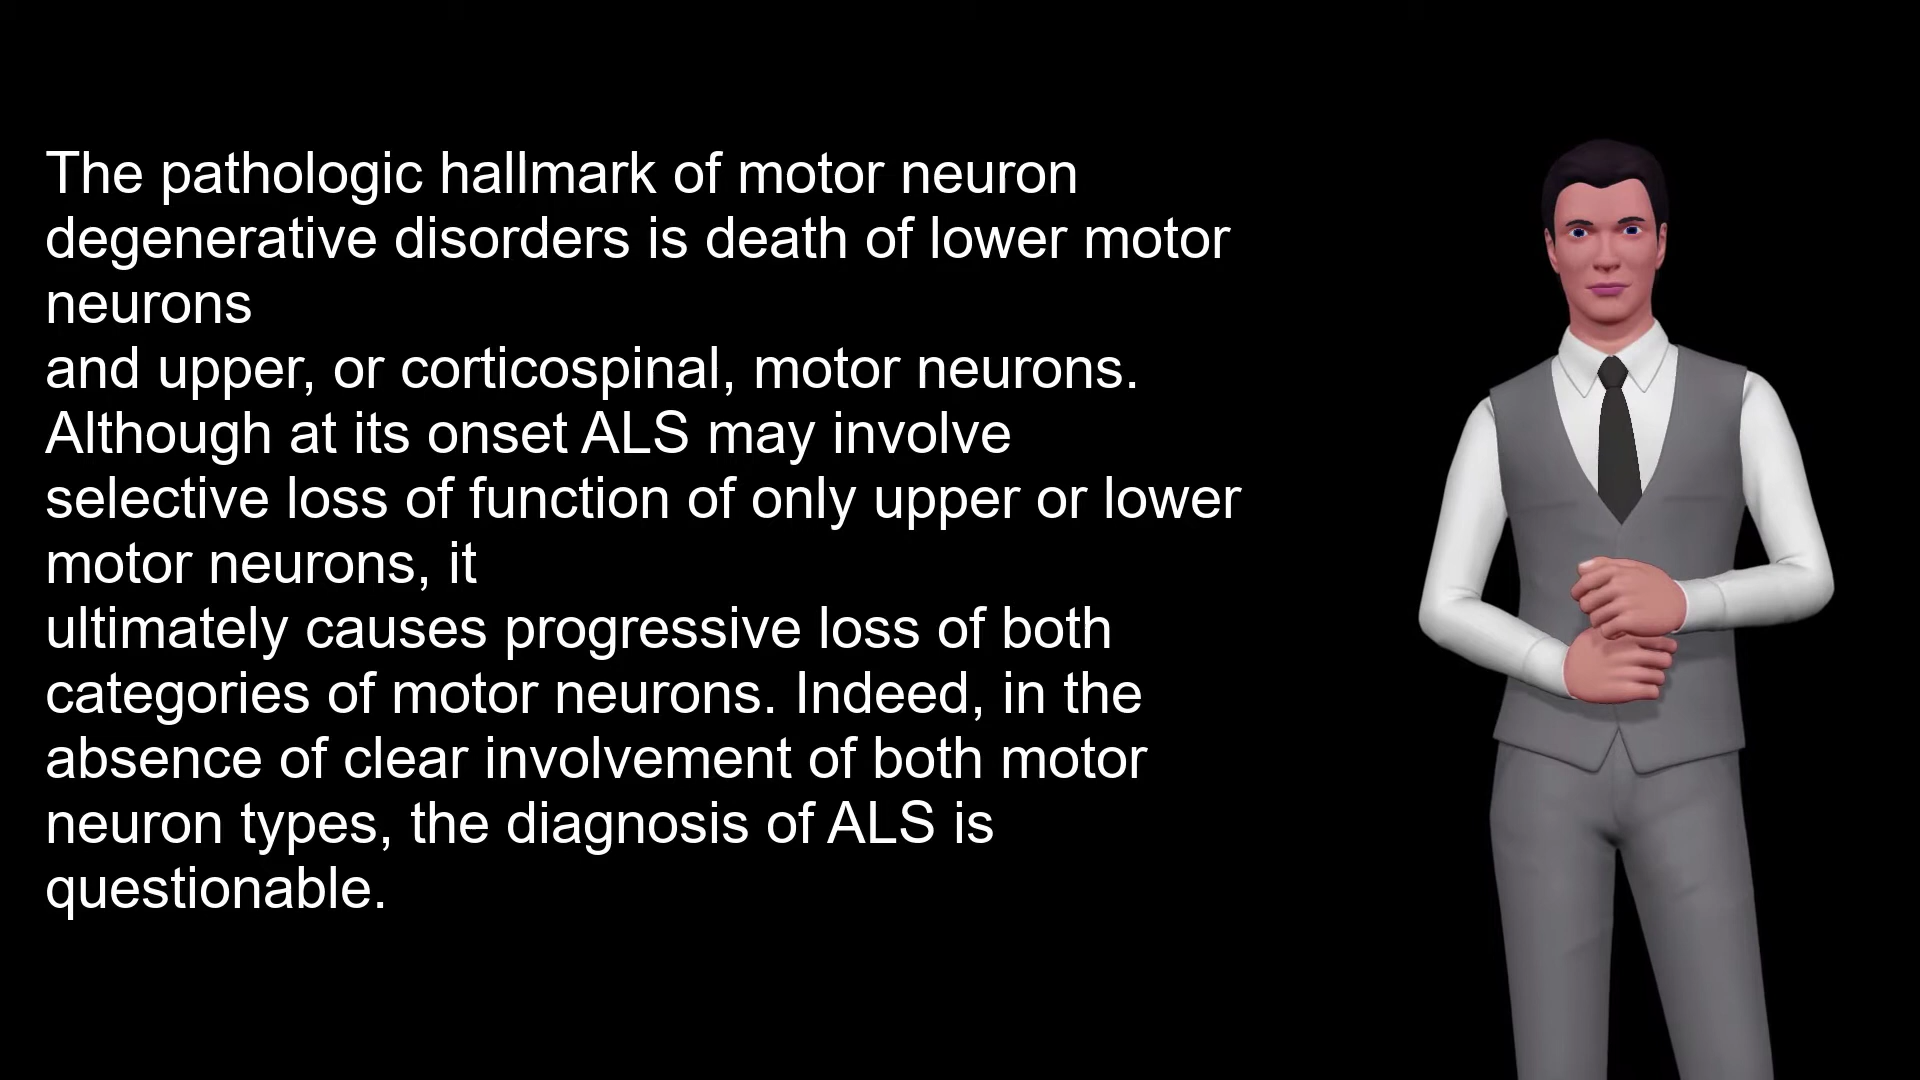 The pathologic hallmark of motor neuron
degenerative disorders is death of lower motor
neurons
and upper, or corticospinal, motor neurons.
Although at its onset ALS may involve
selective loss of function of only upper or lower
motor neurons, it
ultimately causes progressive loss of both
categories of motor neurons. Indeed, in the
absence of clear involvement of both motor
neuron types, the diagnosis of ALS is
questionable.